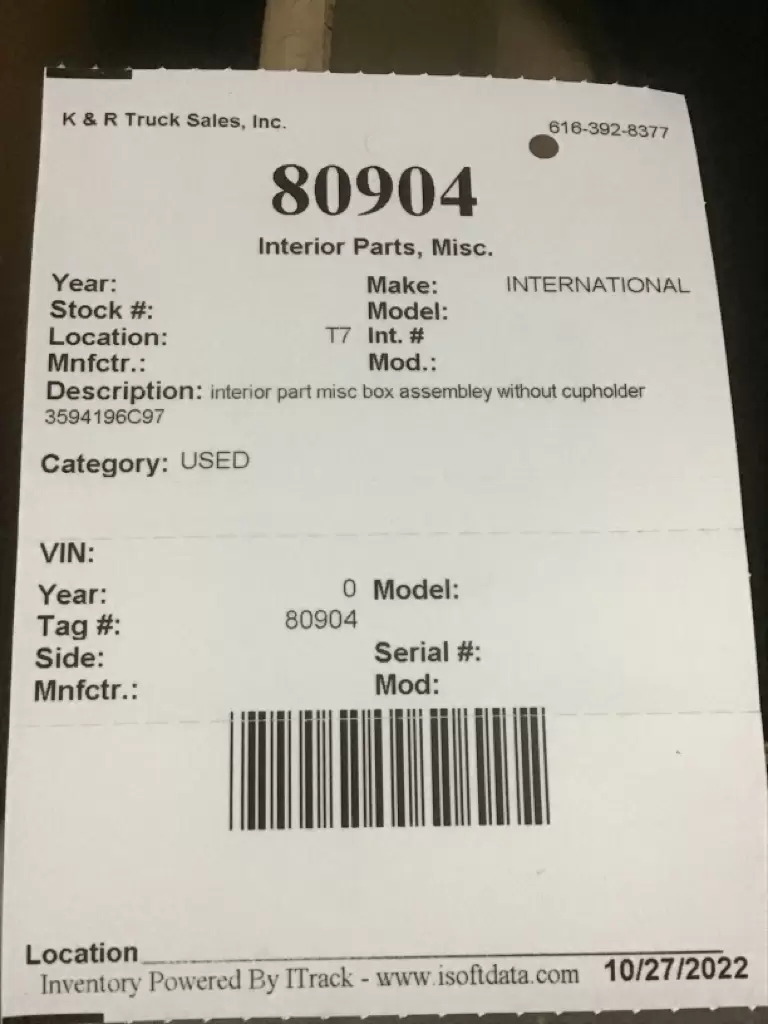 K & R Truck Sales, Inc. 616-392-8377
80904
Interior Parts, Misc.
Year: Make: INTERNATIONAL
Stock #: Model:
Location: T7 Int. #
Mnfctr.: Mod.:
Description: interior part misc box assembley without cupholder
3594196C97
Category: USED
VIN:
Year: 0 Model:
Tag #: 80904
Side: Serial #:
Mnfctr.: Mod:
Location
Inventory Powered By ITrack - www.isoftdata.com 10/27/2022